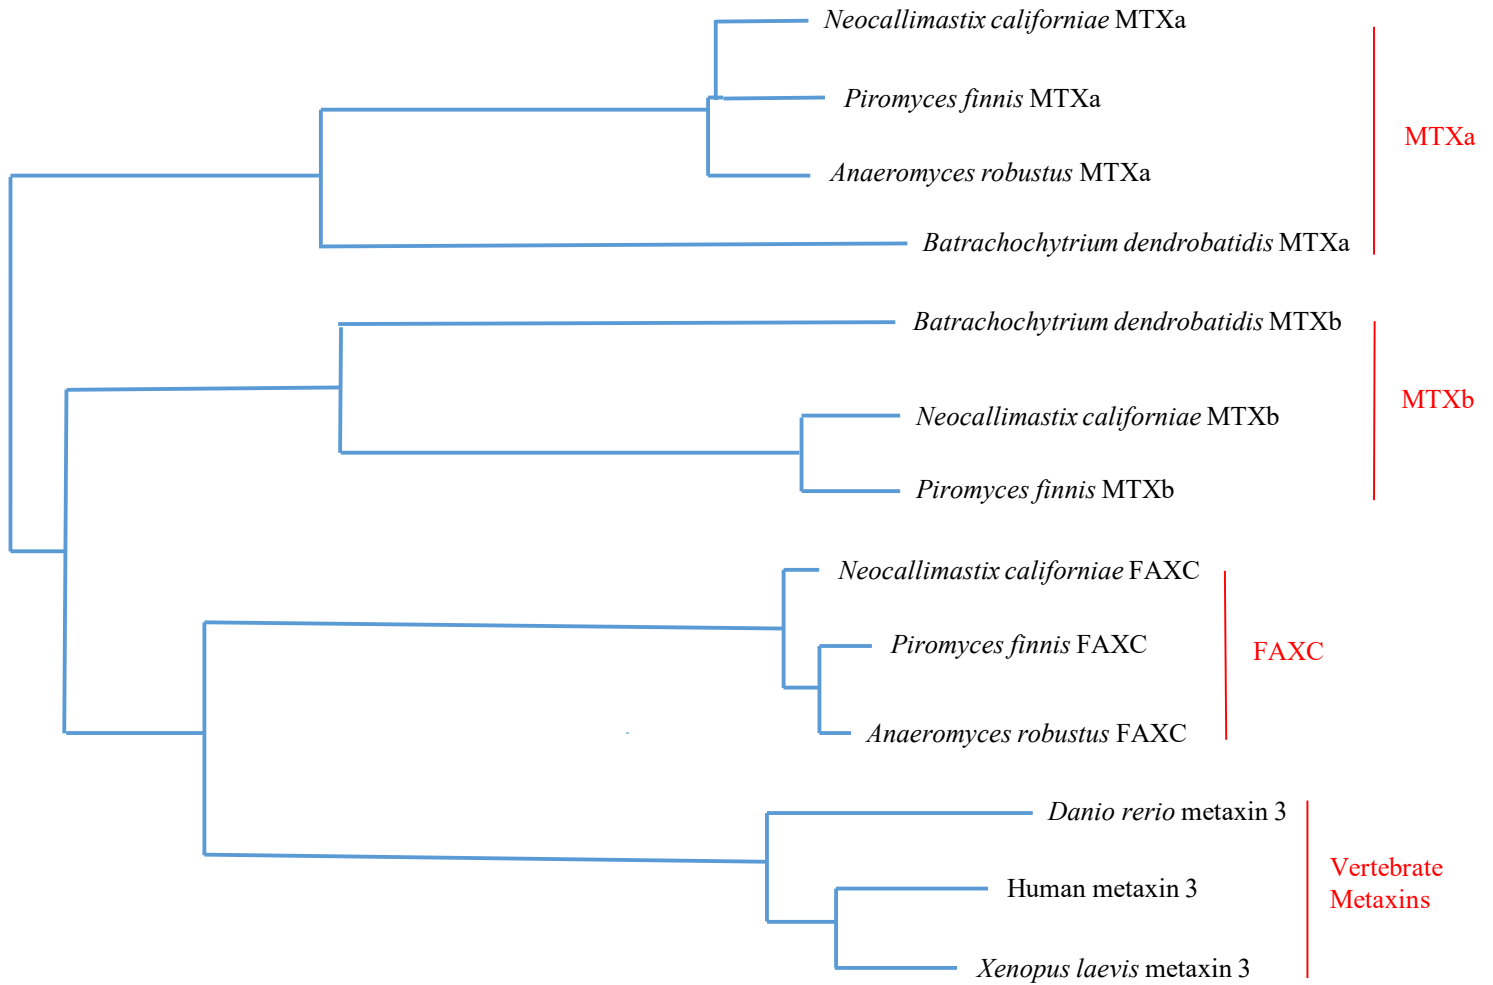 Neocallimastix californiae MTXa
Piromyces finnis MTXa
MTXa
Anaeromyces robustus MTXa
Batrachochytrium dendrobatidis MTXa
Batrachochytrium dendrobatidis MTXb
MTXb
Neocallimastix californiae MTXb
Piromyces finnis MTXb
Neocallimastix californiae FAXC
Piromyces finnis FAXC
FAXC
Anaeromyces robustus FAXC
Danio rerio metaxin 3
Human metaxin 3
Vertebrate
Metaxins
Xenopus laevis metaxin 3